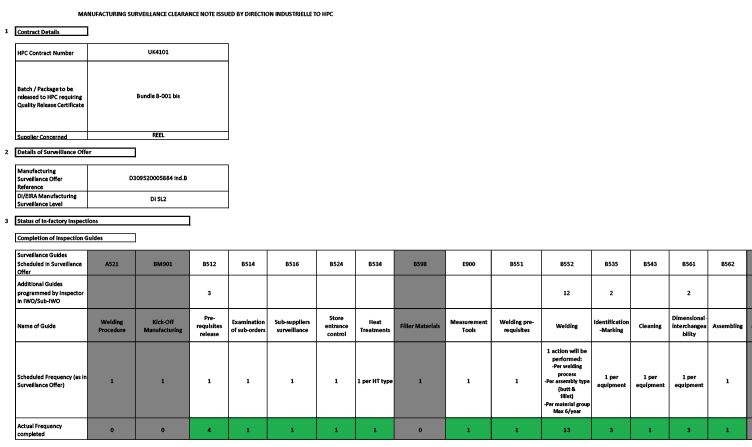 MANUFACTURING SURVEILLANCE CLEARANCE NOTE ISSUED BY DIRECTION INDUSTRIELLE TO HPC
1 Contract Details
HPC Contract Number UK4101
Batch / Package to be released to HPC requiring Quality Release Certificate Bundle B-001 bis
Supplier Concerned REEL
2 Details of Surveillance Offer
Manufacturing Surveillance Offer Reference D309520005884 Ind.B
DI/EIRA Manufacturing Surveillance Level DI SL2
3 Status of In-factory Inspections
Completion of Inspection Guides
Surveillance Guides Scheduled in Surveillance Offer A521 BM901 B512 B514 B516 B524 B534 B598 E900 B551 B552 B535 B543 B561 B562
Additional Guides programmed by Inspector in IWO/Sub-IWO 3 12 2 2
Name of Guide Welding Procedure Kick-Off Manufacturing Pre-requisites release Examination of sub-orders Sub-suppliers surveillance Store entrance control Heat Treatments Filler Materials Measurement Tools Welding pre-requisites Welding Identification -Marking Cleaning Dimensional-interchangeability Assembling
Scheduled Frequency (as in Surveillance Offer) 1 1 1 1 1 1 1 per HT type 1 1 1 1 action will be performed: -Per welding process -Per assembly type (butt & fillet) -Per material group Max 6/year 1 per equipment 1 per equipment 1 per equipment 1
Actual Frequency completed 0 0 4 1 1 1 1 0 1 1 13 3 1 3 1